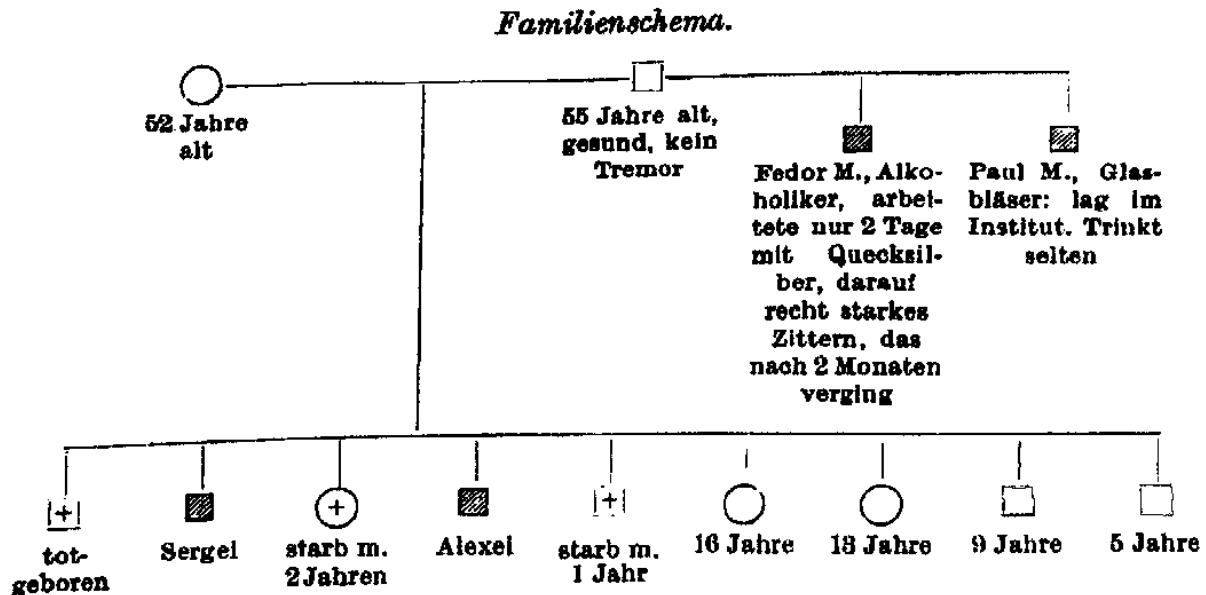 Familienschema.
52 Jahre
alt
55 Jahre alt,
gesund, kein
Tremor
Fedor M., Alko-
holiker, arbei-
tete nur 2 Tage
mit Quecksil-
ber, darauf
recht starkes
Zittern, das
nach 2 Monaten
verging
Paul M., Glas-
bläser: lag im
Institut. Trinkt
selten
tot-
geboren
Sergei
starb m.
2 Jahren
Alexei
starb m.
1 Jahr
16 Jahre
13 Jahre
9 Jahre
5 Jahre